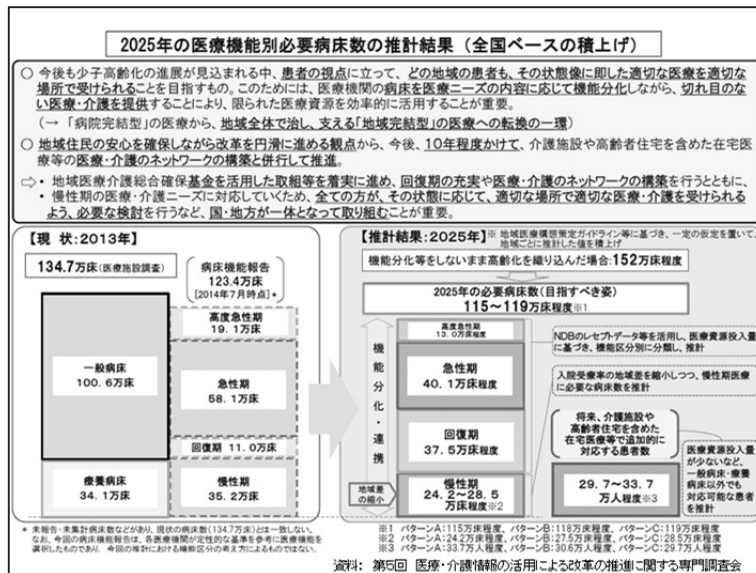 2025年の医療機能別必要病床数の推計結果（全国ベースの積上げ）
○ 今後も少子高齢化の進展が見込まれる中、患者の視点に立って、どの地域の患者も、その状態像に即した適切な医療を適切な
場所で受けられることを目指すもの。このためには、医療機関の病床を医療ニーズの内容に応じて機能分化しながら、切れ目の
ない医療・介護を提供することにより、限られた医療資源を効率的に活用することが重要。
（→ 「病院完結型」の医療から、地域全体で治し、支える「地域完結型」の医療への転換の一環）
○ 地域住民の安心を確保しながら改革を円滑に進める観点から、今後、10年程度かけて、介護施設や高齢者住宅を含めた在宅医
療等の医療・介護のネットワークの構築と併行して推進。
⇨ ・ 地域医療介護総合確保基金を活用した取組等を着実に進め、回復期の充実や医療・介護のネットワークの構築を行うとともに、
・ 慢性期の医療・介護ニーズに対応していくため、全ての方が、その状態に応じて、適切な場所で適切な医療・介護を受けられる
よう、必要な検討を行うなど、国・地方が一体となって取り組むことが重要。
【現 状：2013年】
134.7万床（医療施設調査）
病床機能報告
123.4万床
［2014年7月時点］*
一般病床
100.6万床
療養病床
34.1万床
高度急性期
19.1万床
急性期
58.1万床
回復期 11.0万床
慢性期
35.2万床
* 未報告・未集計病床数などがあり、現状の病床数（134.7万床）とは一致しない。
なお、今回の病床機能報告は、各医療機関が定性的な基準を参考に医療機能を
選択したものであり、今回の推計における機能区分の考え方によるものではない。
【推計結果：2025年】※ 地域医療構想策定ガイドライン等に基づき、一定の仮定を置いて、
地域ごとに推計した値を積上げ
機能分化等をしないまま高齢化を織り込んだ場合：152万床程度
2025年の必要病床数（目指すべき姿）
115～119万床程度※1
機能分化・連携
地域差
の縮小
高度急性期
13.0万床程度
急性期
40.1万床程度
回復期
37.5万床程度
慢性期
24.2～28.5
万床程度※2
NDBのレセプトデータ等を活用し、医療資源投入量
に基づき、機能区分別に分類し、推計
入院受療率の地域差を縮小しつつ、慢性期医療
に必要な病床数を推計
将来、介護施設や
高齢者住宅を含めた
在宅医療等で追加的に
対応する患者数
29.7～33.7
万人程度※3
医療資源投入量
が少ないなど、
一般病床・療養
病床以外でも
対応可能な患者
を推計
※1 パターンA：115万床程度、パターンB：118万床程度、パターンC：119万床程度
※2 パターンA：24.2万床程度、パターンB：27.5万床程度、パターンC：28.5万床程度
※3 パターンA：33.7万人程度、パターンB：30.6万人程度、パターンC：29.7万人程度
資料： 第5回 医療・介護情報の活用による改革の推進に関する専門調査会